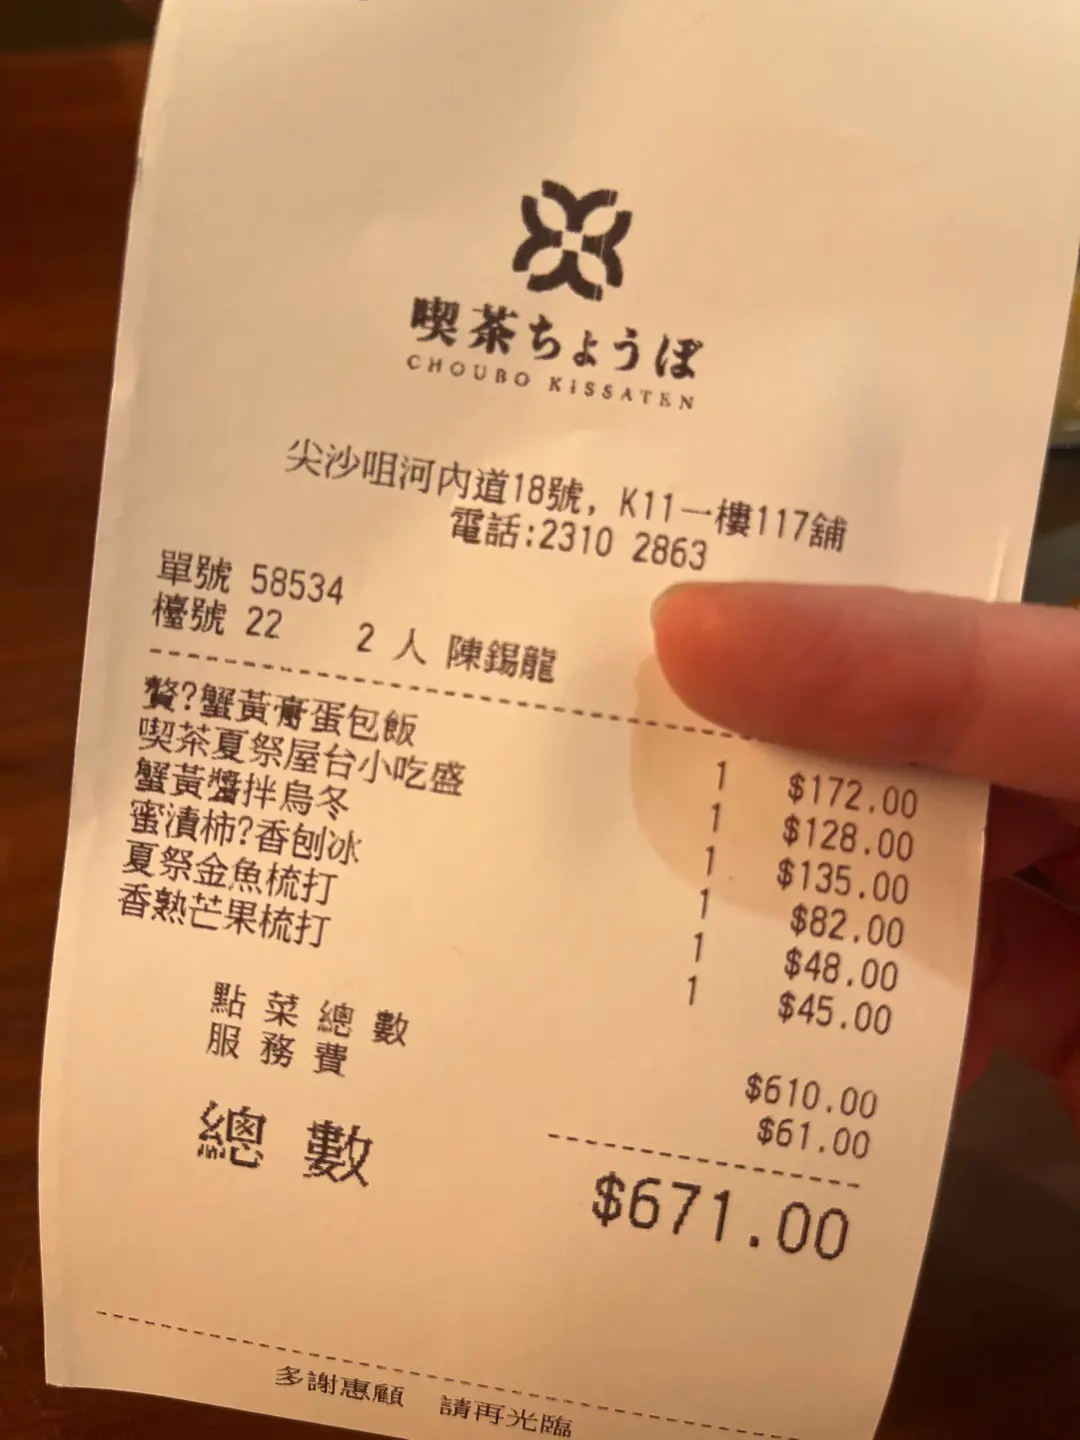 喫茶ちょうぼ
CHOUBO KiSSATEN
尖沙咀河內道18號, K11一樓117舖
電話:2310 2863
單號 58534
檯號 22 2 人 陳錫龍
贅?蟹黃膏蛋包飯 1 $172.00
喫茶夏祭屋台小吃盛 1 $128.00
蟹黃醬拌烏冬 1 $135.00
蜜漬柿?香刨冰 1 $82.00
夏祭金魚梳打 1 $48.00
香熟芒果梳打 1 $45.00
點菜總數 $610.00
服務費 $61.00
總數 $671.00
多謝惠顧 請再光臨